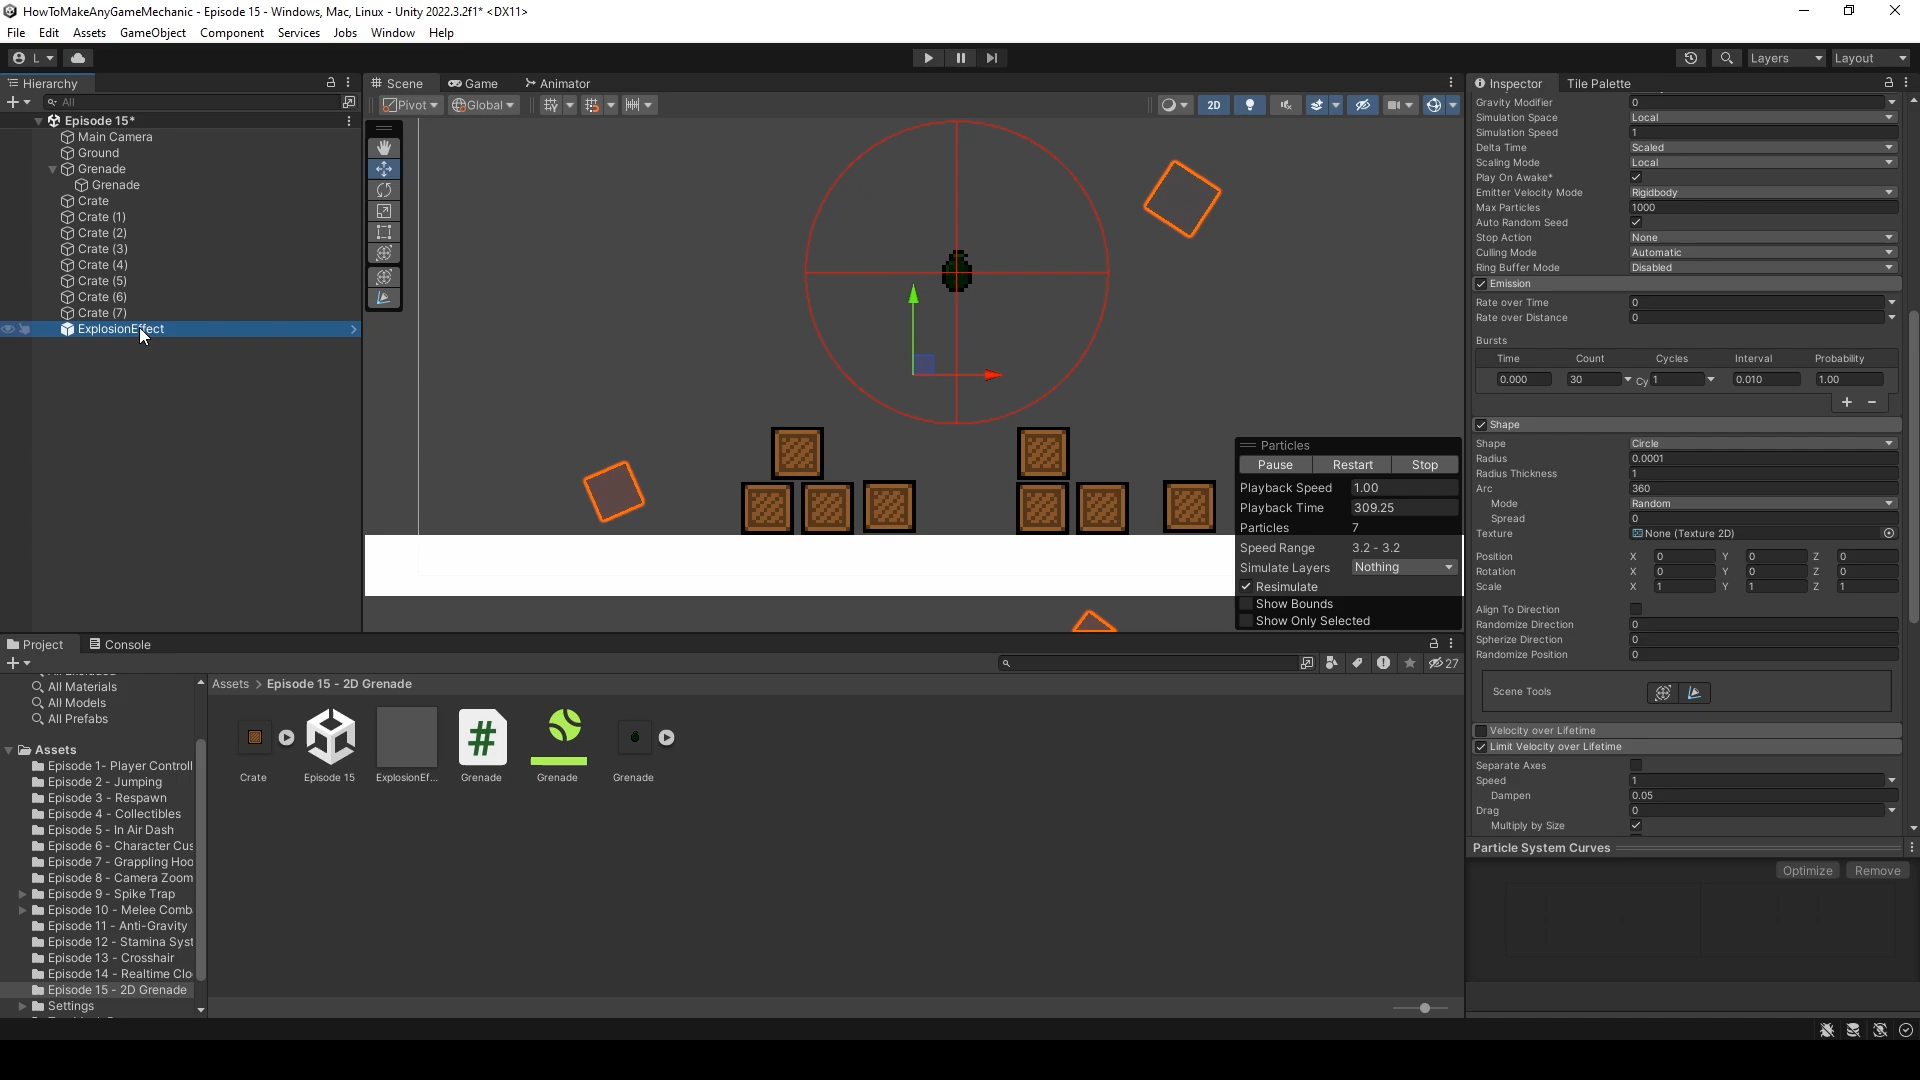 HowToMakeAnyGameMechanic - Episode 15 - Windows, Mac, Linux - Unity 2022.3.2f1* <DX11>
File Edit Assets GameObject Component Services Jobs Window Help
L Layers Layout
Hierarchy
All
Episode 15*
Main Camera
Ground
Grenade
Grenade
Crate
Crate (1)
Crate (2)
Crate (3)
Crate (4)
Crate (5)
Crate (6)
Crate (7)
ExplosionEffect
Scene Game Animator
Pivot Global 2D
Particles
Pause Restart Stop
Playback Speed 1.00
Playback Time 309.25
Particles 7
Speed Range 3.2 - 3.2
Simulate Layers Nothing
Resimulate
Show Bounds
Show Only Selected
Inspector Tile Palette
Gravity Modifier 0
Simulation Space Local
Simulation Speed 1
Delta Time Scaled
Scaling Mode Local
Play On Awake*
Emitter Velocity Mode Rigidbody
Max Particles 1000
Auto Random Seed
Stop Action None
Culling Mode Automatic
Ring Buffer Mode Disabled
Emission
Rate over Time 0
Rate over Distance 0
Bursts
Time Count Cycles Interval Probability
0.000 30 Cy 1 0.010 1.00
Shape
Shape Circle
Radius 0.0001
Radius Thickness 1
Arc 360
Mode Random
Spread 0
Texture None (Texture 2D)
Position X 0 Y 0 Z 0
Rotation X 0 Y 0 Z 0
Scale X 1 Y 1 Z 1
Align To Direction
Randomize Direction 0
Spherize Direction 0
Randomize Position 0
Scene Tools
Velocity over Lifetime
Limit Velocity over Lifetime
Separate Axes
Speed 1
Dampen 0.05
Drag 0
Multiply by Size
Particle System Curves
Optimize Remove
Project Console
27
All Materials
All Models
All Prefabs
Assets
Episode 1- Player Controll
Episode 2 - Jumping
Episode 3 - Respawn
Episode 4 - Collectibles
Episode 5 - In Air Dash
Episode 6 - Character Cus
Episode 7 - Grappling Hoo
Episode 8 - Camera Zoom
Episode 9 - Spike Trap
Episode 10 - Melee Comb
Episode 11 - Anti-Gravity
Episode 12 - Stamina Syst
Episode 13 - Crosshair
Episode 14 - Realtime Clo
Episode 15 - 2D Grenade
Settings
Assets > Episode 15 - 2D Grenade
Crate Episode 15 ExplosionEf... Grenade Grenade Grenade